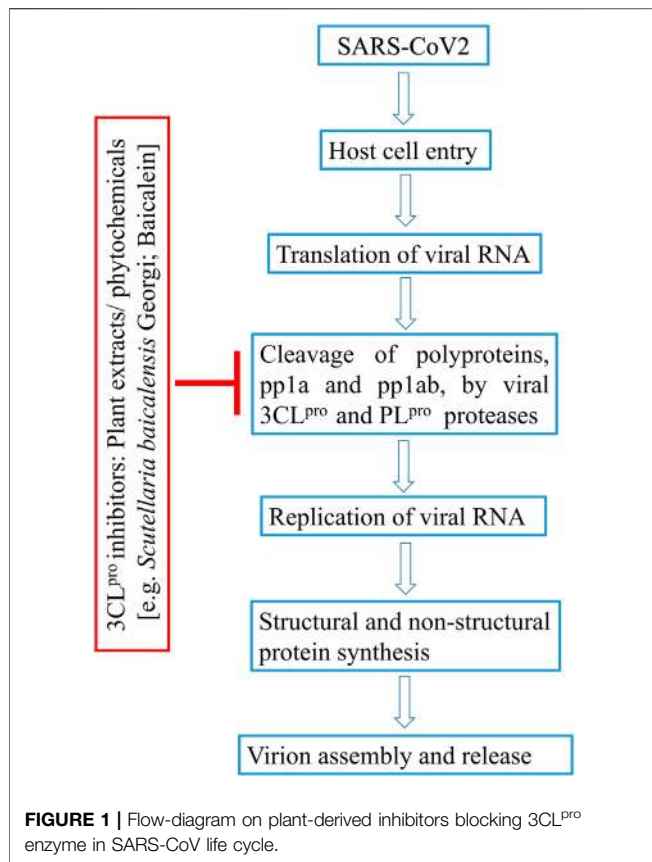 SARS-CoV2
Host cell entry
Translation of viral RNA
3CLᵖʳᵒ inhibitors: Plant extracts/ phytochemicals
[e.g. Scutellaria baicalensis Georgi; Baicalein]
Cleavage of polyproteins,
pp1a and pp1ab, by viral
3CLᵖʳᵒ and PLᵖʳᵒ proteases
Replication of viral RNA
Structural and non-structural
protein synthesis
Virion assembly and release
FIGURE 1 | Flow-diagram on plant-derived inhibitors blocking 3CLᵖʳᵒ
enzyme in SARS-CoV life cycle.